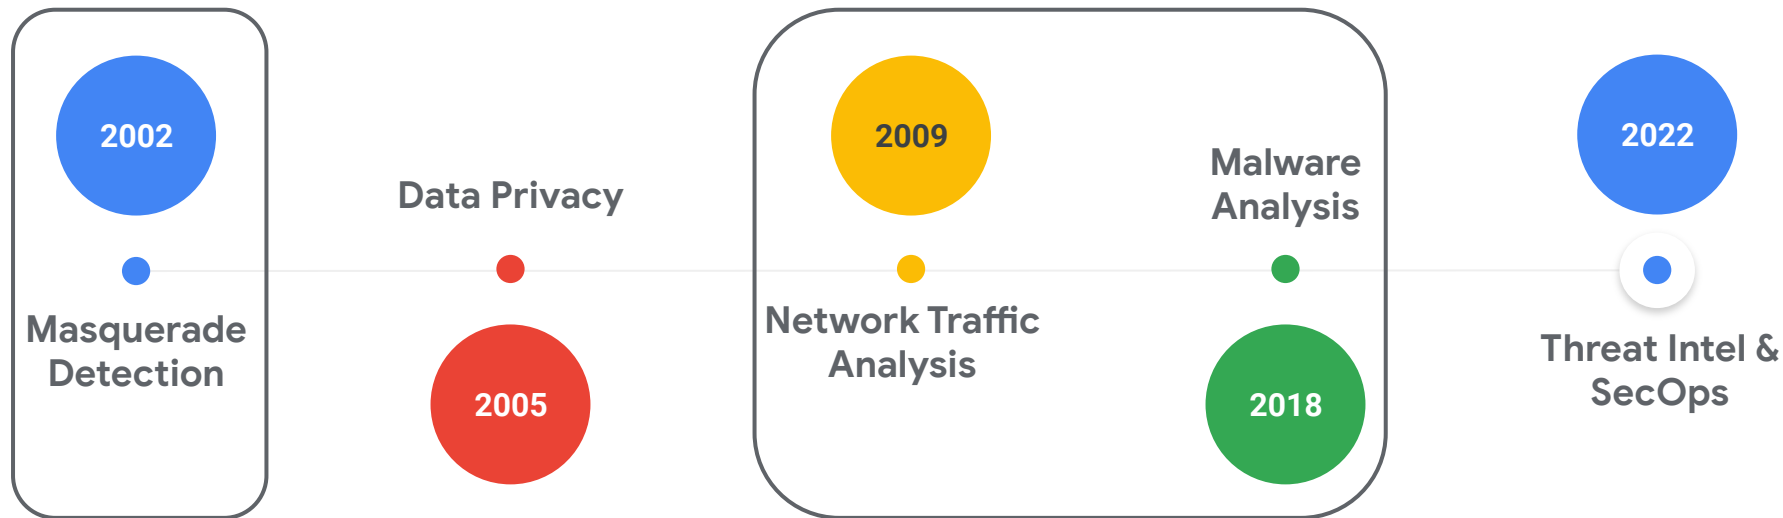 2002
Masquerade
Detection
Data Privacy
2005
2009
Network Traffic
Analysis
Malware
Analysis
2018
2022
Threat Intel &
SecOps